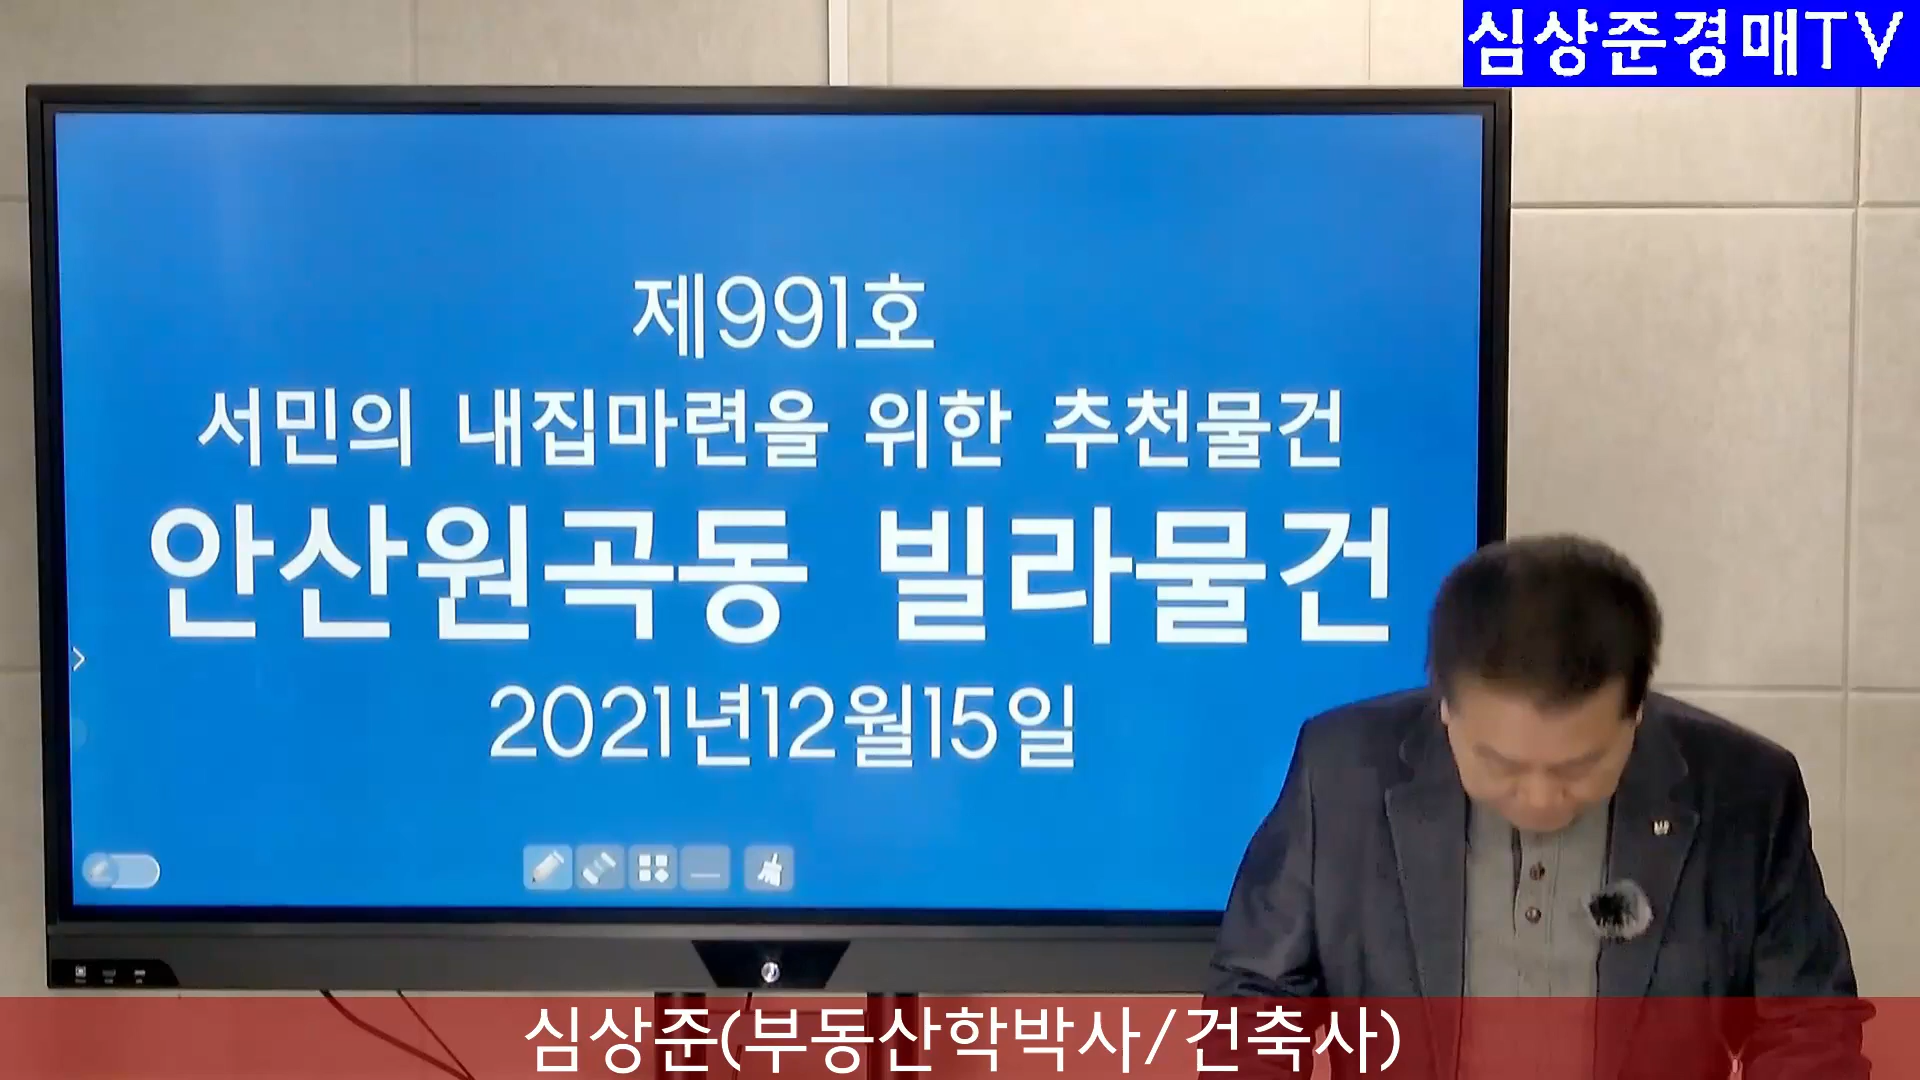 심상준경매TV
제991호
서민의 내집마련을 위한 추천물건
안산원곡동 빌라물건
2021년12월15일
심상준(부동산학박사/건축사)